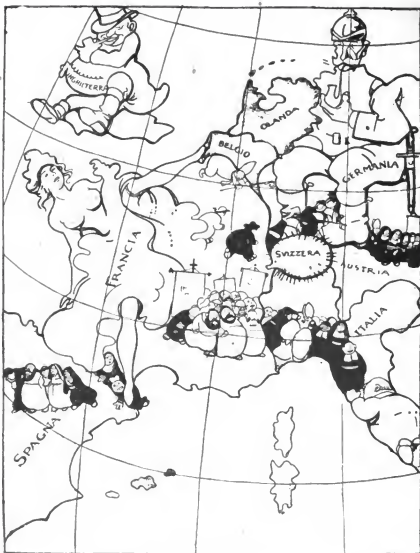 INGHILTERRA
OLANDA
BELGIO
GERMANIA
FRANCIA
SVIZZERA
AUSTRIA
ITALIA
SPAGNA